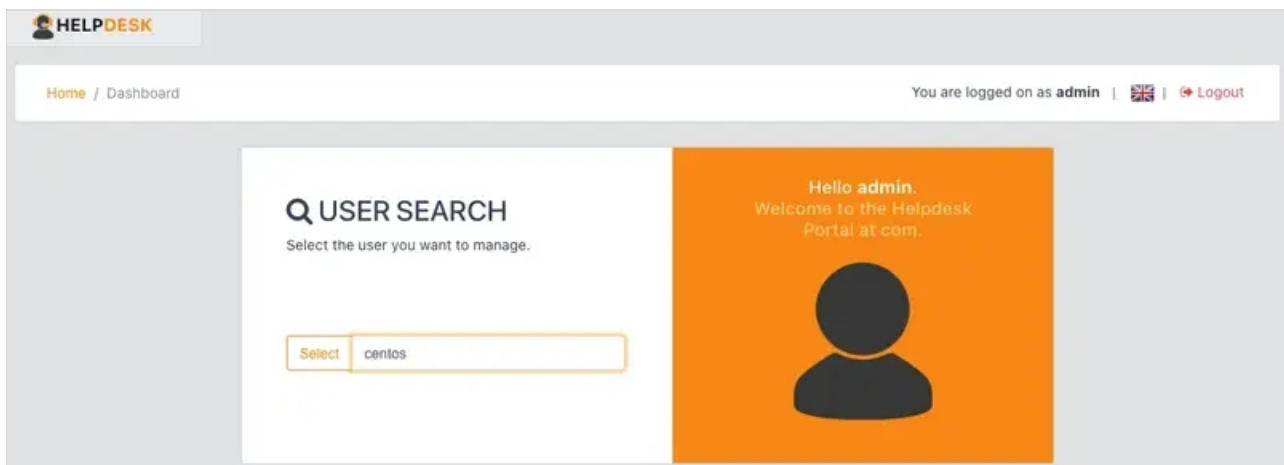 HELPDESK
Home / Dashboard
You are logged on as admin | | Logout
USER SEARCH
Select the user you want to manage.
Select centos
Hello admin.
Welcome to the Helpdesk
Portal at com.